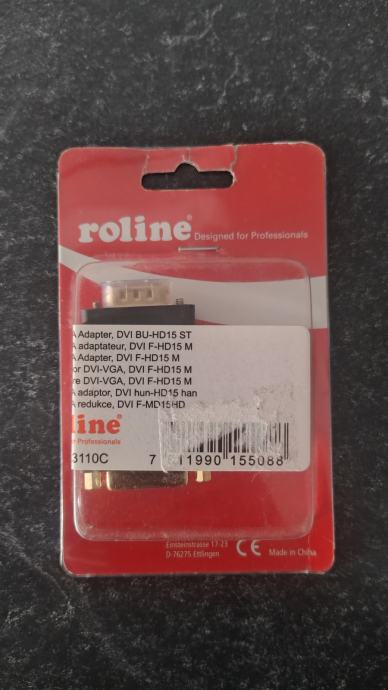 roline®
Designed for Professionals
A Adapter, DVI BU-HD15 ST
A adaptateur, DVI F-HD15 M
A Adapter, DVI F-HD15 M
or DVI-VGA, DVI F-HD15 M
re DVI-VGA, DVI F-HD15 M
A adaptor, DVI hun-HD15 han
A redukce, DVI F-MD15HD
line®
r Professionals
3110C
7 611990 155088
Einsteinstrasse 17-23
D-76275 Ettlingen
CE
Made in China